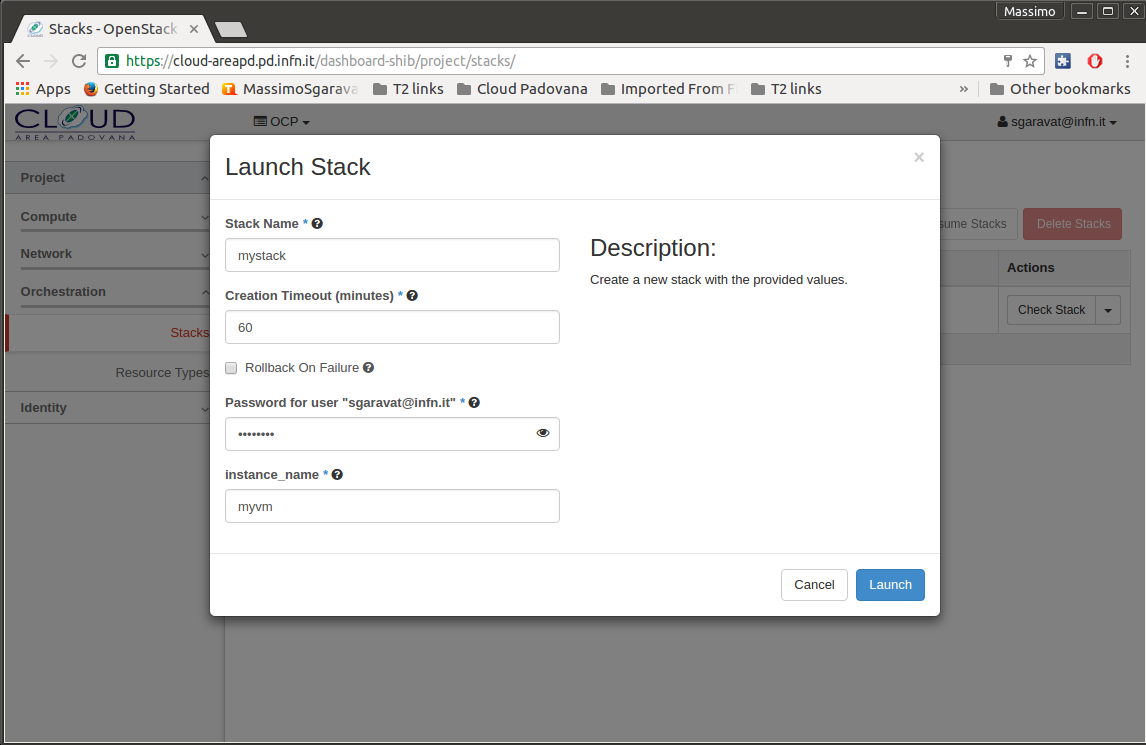 Massimo
Stacks - OpenStack
https://cloud-areapd.pd.infn.it/dashboard-shib/project/stacks/
Apps Getting Started MassimoSgarava T2 links Cloud Padovana Imported From F T2 links » Other bookmarks
CLOUD
AREA PADOVANA
OCP
sgaravat@infn.it
Project
Compute
Network
Orchestration
Stacks
Resource Types
Identity
sume Stacks
Delete Stacks
Actions
Check Stack
Launch Stack
×
Stack Name *
mystack
Creation Timeout (minutes) *
60
Rollback On Failure
Password for user "sgaravat@infn.it" *
••••••••
instance_name *
myvm
Description:
Create a new stack with the provided values.
Cancel
Launch